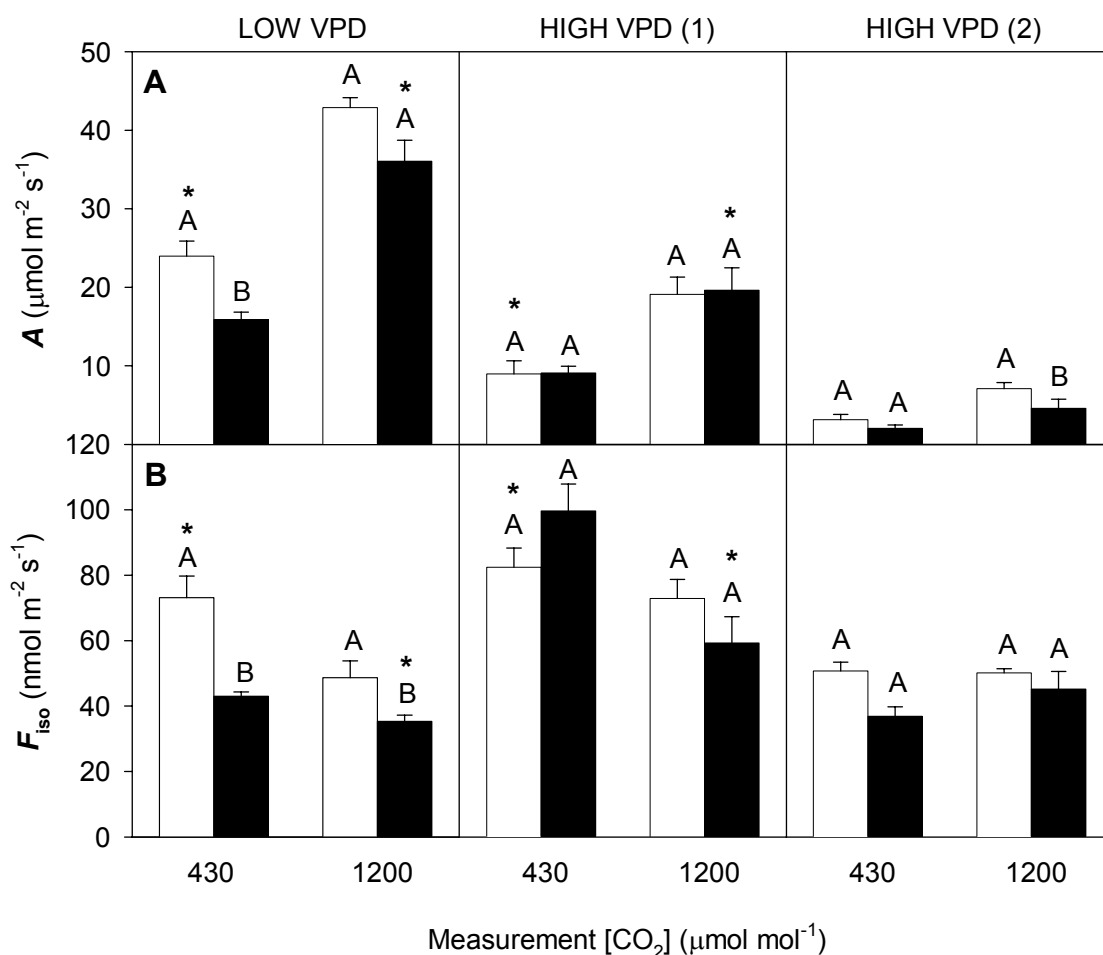 LOW VPD HIGH VPD (1) HIGH VPD (2)
A
A (μmol m⁻² s⁻¹)
50
40
30
20
10
* A B A * A
* A A A * A
A A A B
B
F_iso (nmol m⁻² s⁻¹)
120
100
80
60
40
20
0
* A B A * B
* A A A * A
A A A A
430 1200 430 1200 430 1200
Measurement [CO₂] (μmol mol⁻¹)